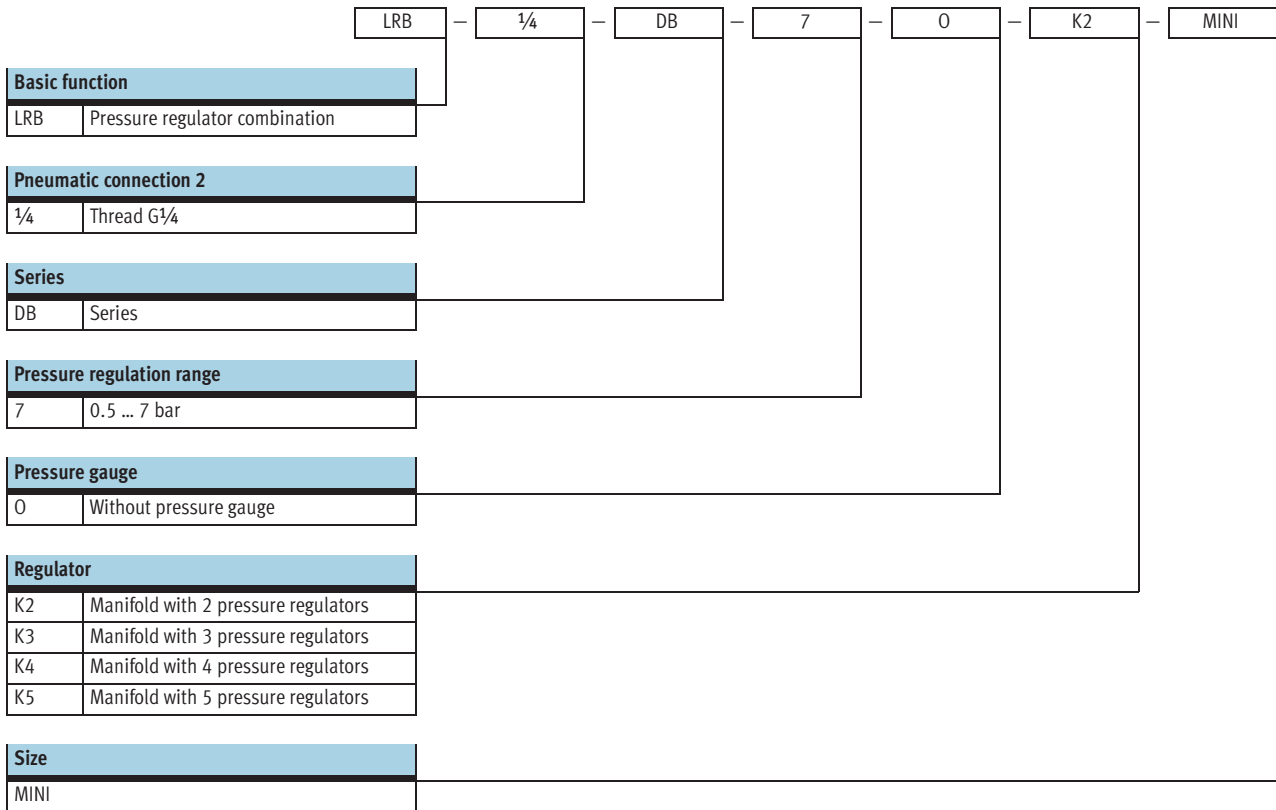 LRB – ¼ – DB – 7 – O – K2 – MINI
Basic function
LRB Pressure regulator combination
Pneumatic connection 2
¼ Thread G¼
Series
DB Series
Pressure regulation range
7 0.5 … 7 bar
Pressure gauge
O Without pressure gauge
Regulator
K2 Manifold with 2 pressure regulators
K3 Manifold with 3 pressure regulators
K4 Manifold with 4 pressure regulators
K5 Manifold with 5 pressure regulators
Size
MINI